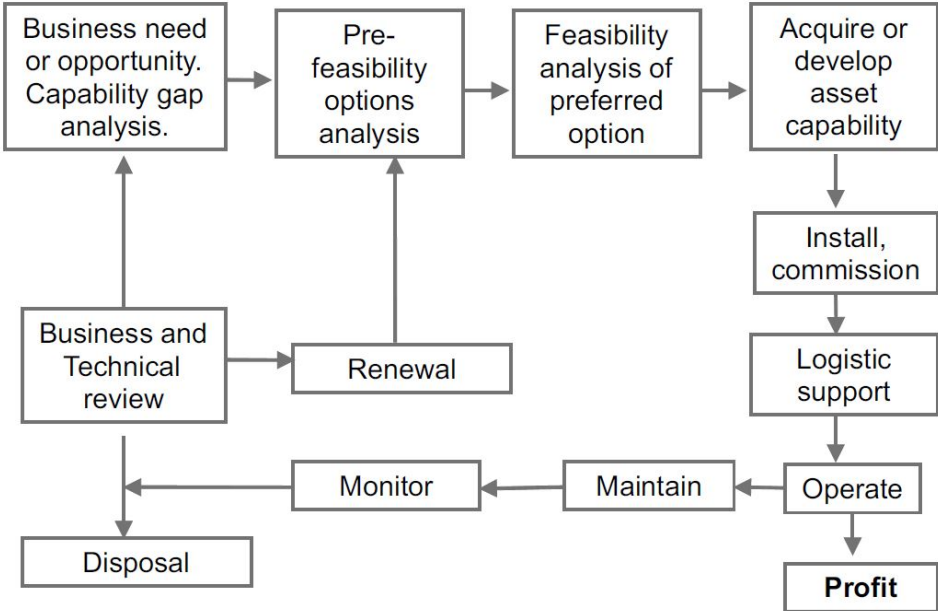 Business need
or opportunity.
Capability gap
analysis.
Pre-
feasibility
options
analysis
Feasibility
analysis of
preferred
option
Acquire or
develop
asset
capability
Install,
commission
Logistic
support
Business and
Technical
review
Renewal
Monitor
Maintain
Operate
Disposal
Profit